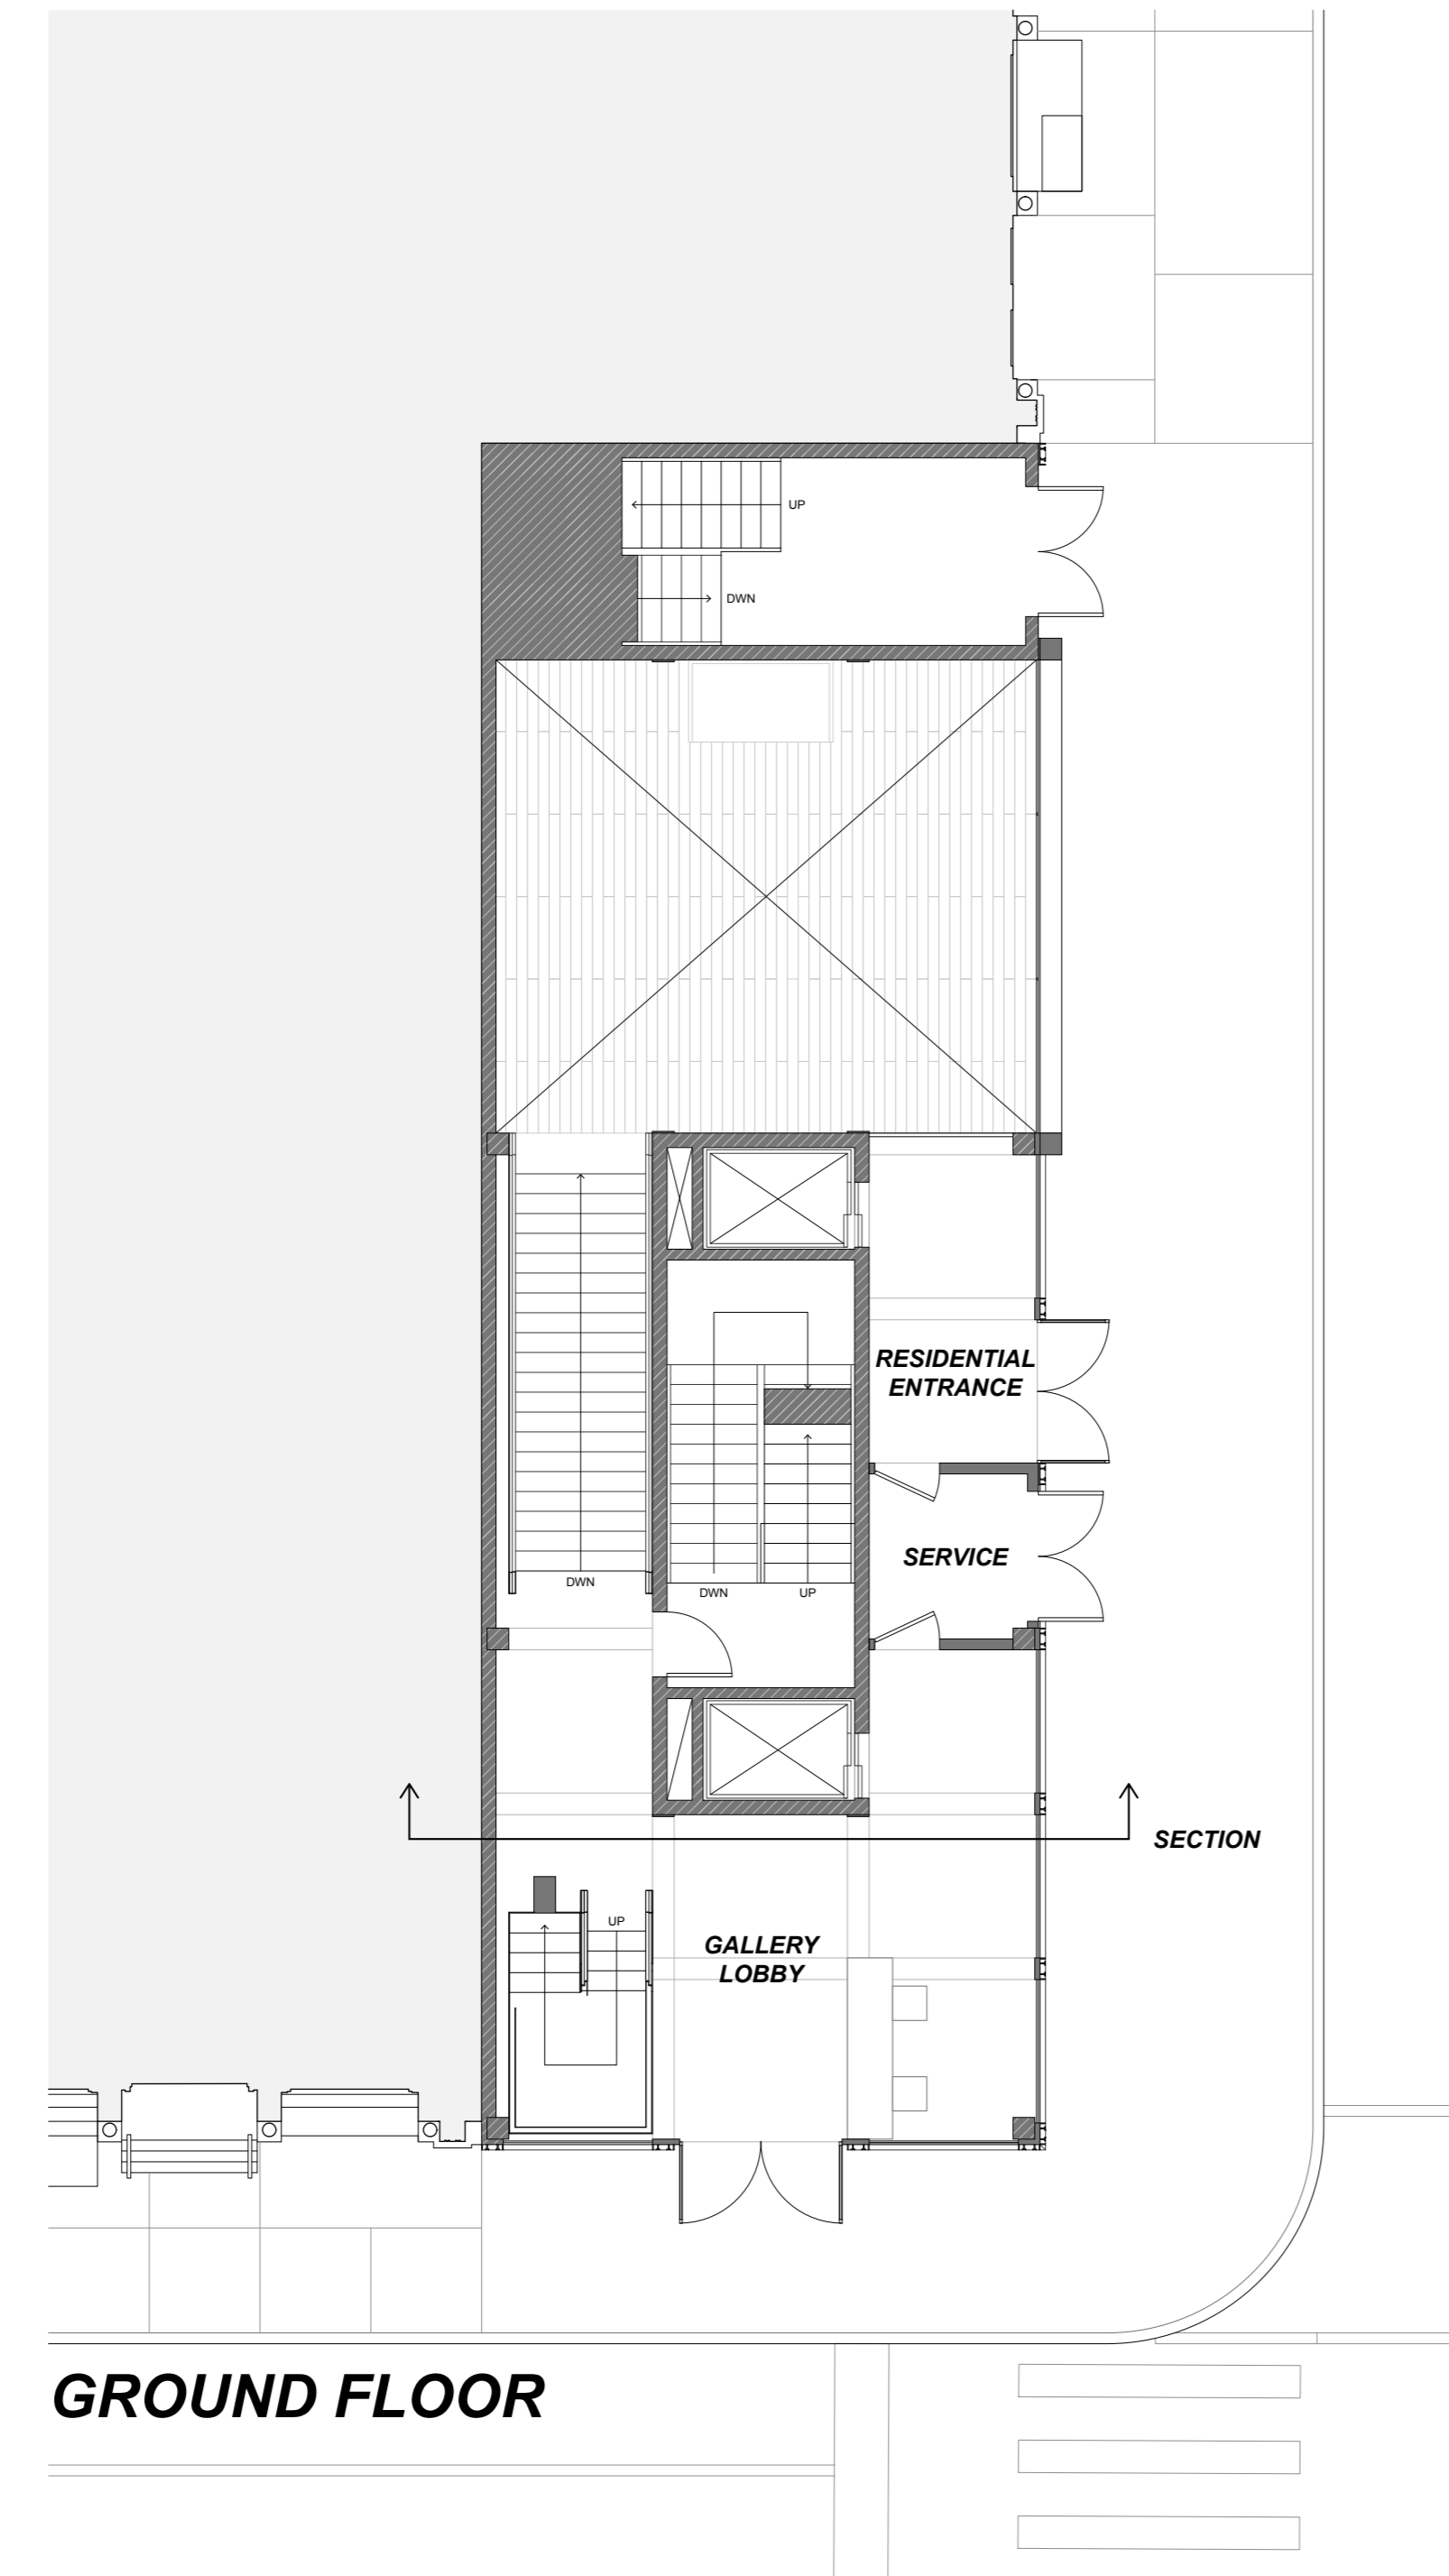 UP
DWN
RESIDENTIAL
ENTRANCE
SERVICE
DWN
DWN
UP
SECTION
UP
GALLERY
LOBBY
GROUND FLOOR